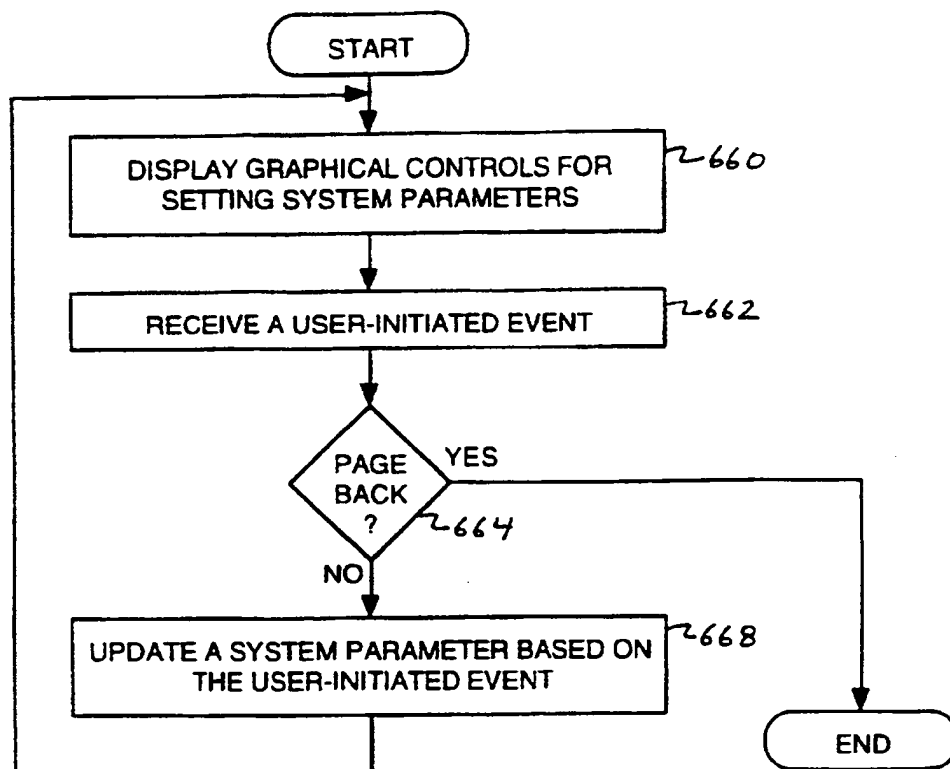 START
DISPLAY GRAPHICAL CONTROLS FOR
SETTING SYSTEM PARAMETERS
660
RECEIVE A USER-INITIATED EVENT
662
PAGE
BACK
?
YES
664
NO
UPDATE A SYSTEM PARAMETER BASED ON
THE USER-INITIATED EVENT
668
END